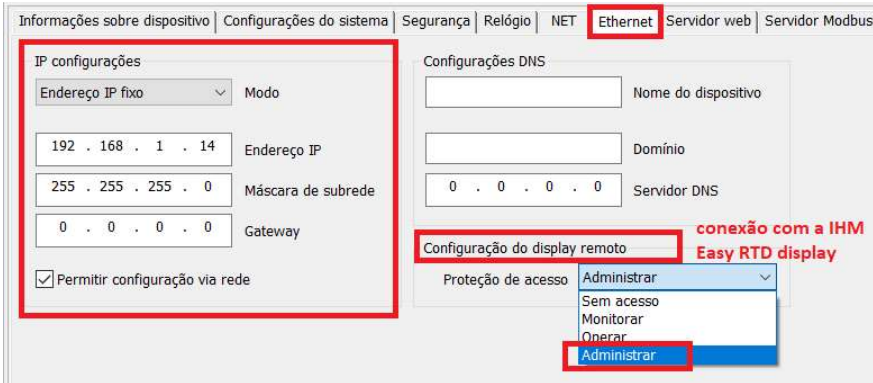 Informações sobre dispositivo Configurações do sistema Segurança Relógio NET Ethernet Servidor web Servidor Modbus
IP configurações
Endereço IP fixo Modo
192 . 168 . 1 . 14 Endereço IP
255 . 255 . 255 . 0 Máscara de subrede
0 . 0 . 0 . 0 Gateway
Permitir configuração via rede
Configurações DNS
Nome do dispositivo
Domínio
0 . 0 . 0 . 0 Servidor DNS
conexão com a IHM
Easy RTD display
Configuração do display remoto
Proteção de acesso Administrar
Sem acesso
Monitorar
Operar
Administrar